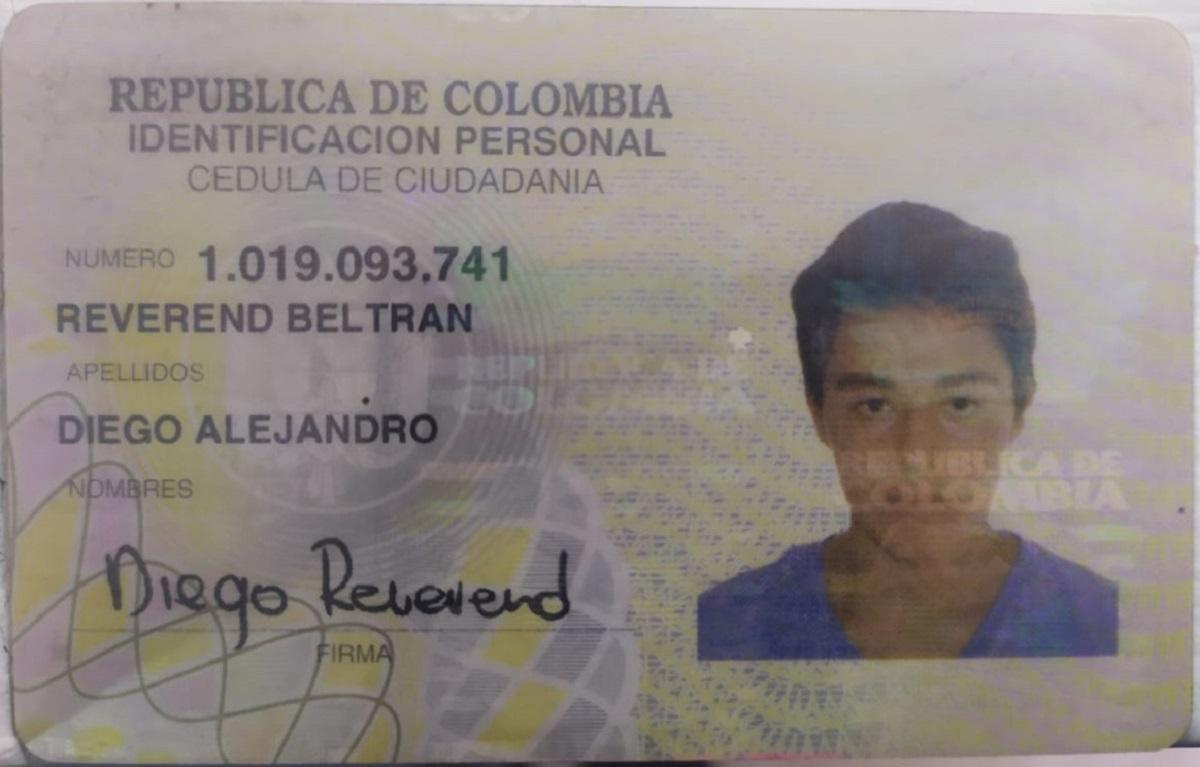 REPUBLICA DE COLOMBIA
IDENTIFICACION PERSONAL
CEDULA DE CIUDADANIA
NUMERO 1.019.093.741
REVEREND BELTRAN
APELLIDOS
DIEGO ALEJANDRO
NOMBRES
Diego Reverend
FIRMA
REPUBLICA DE
COLOMBIA
REPUBLICA DE
COLOMBIA